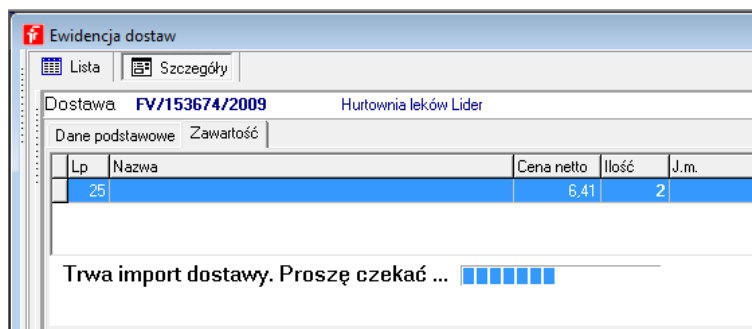 Ewidencja dostaw
Lista Szczegóły
Dostawa FV/153674/2009 Hurtownia leków Lider
Dane podstawowe Zawartość
Lp Nazwa Cena netto Ilość J.m.
25 6,41 2
Trwa import dostawy. Proszę czekać ...